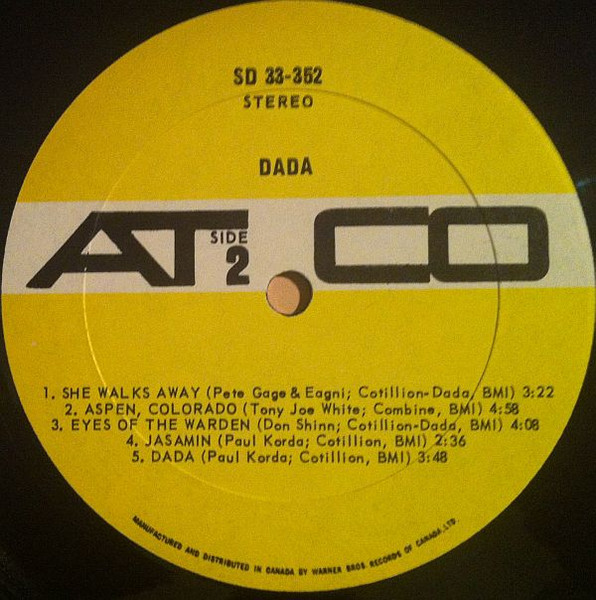 SD 33-352
STEREO
DADA
ATCO
SIDE
2
1. SHE WALKS AWAY (Pete Gage & Eagni; Cotillion-Dada, BMI) 3:22
2. ASPEN, COLORADO (Tony Joe White; Combine, BMI) 4:58
3. EYES OF THE WARDEN (Don Shinn; Cotillion-Dada, BMI) 4:08
4. JASAMIN (Paul Korda; Cotillion, BMI) 2:36
5. DADA (Paul Korda; Cotillion, BMI) 3:48
MANUFACTURED AND DISTRIBUTED IN CANADA BY WARNER BROS. RECORDS OF CANADA, LTD.